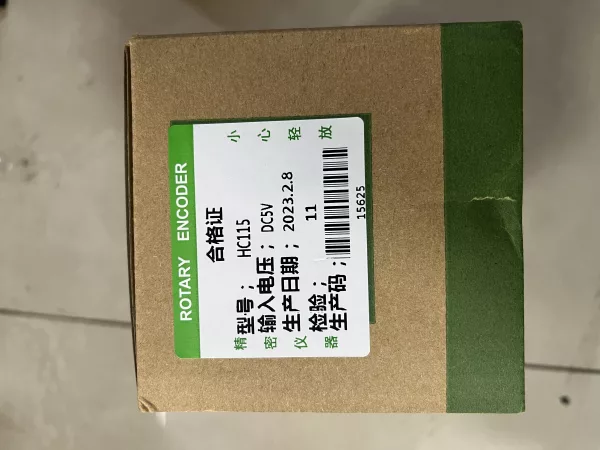 ROTARY ENCODER
合格证
型号； HC115
输入电压； DC5V
生产日期； 2023.2.8
检验； 11
生产码；
15625
精密仪器
小心轻放